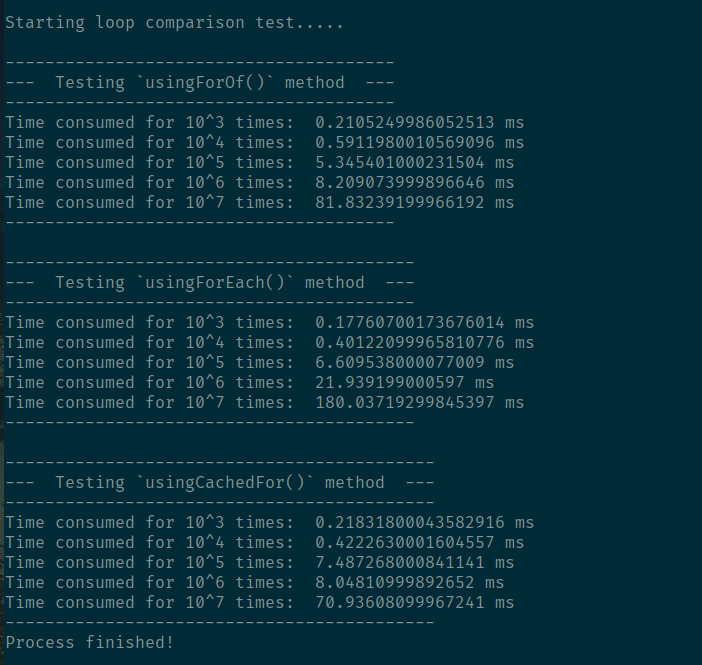 Starting loop comparison test.....
---------------------------------------
---  Testing `usingForOf()` method  ---
---------------------------------------
Time consumed for 10^3 times:  0.2105249986052513 ms
Time consumed for 10^4 times:  0.5911980010569096 ms
Time consumed for 10^5 times:  5.345401000231504 ms
Time consumed for 10^6 times:  8.209073999896646 ms
Time consumed for 10^7 times:  81.83239199966192 ms
---------------------------------------
-----------------------------------------
---  Testing `usingForEach()` method  ---
-----------------------------------------
Time consumed for 10^3 times:  0.17760700173676014 ms
Time consumed for 10^4 times:  0.40122099965810776 ms
Time consumed for 10^5 times:  6.609538000077009 ms
Time consumed for 10^6 times:  21.939199000597 ms
Time consumed for 10^7 times:  180.03719299845397 ms
-----------------------------------------
-------------------------------------------
---  Testing `usingCachedFor()` method  ---
-------------------------------------------
Time consumed for 10^3 times:  0.21831800043582916 ms
Time consumed for 10^4 times:  0.4222630001604557 ms
Time consumed for 10^5 times:  7.487268000841141 ms
Time consumed for 10^6 times:  8.04810999892652 ms
Time consumed for 10^7 times:  70.93608099967241 ms
-------------------------------------------
Process finished!